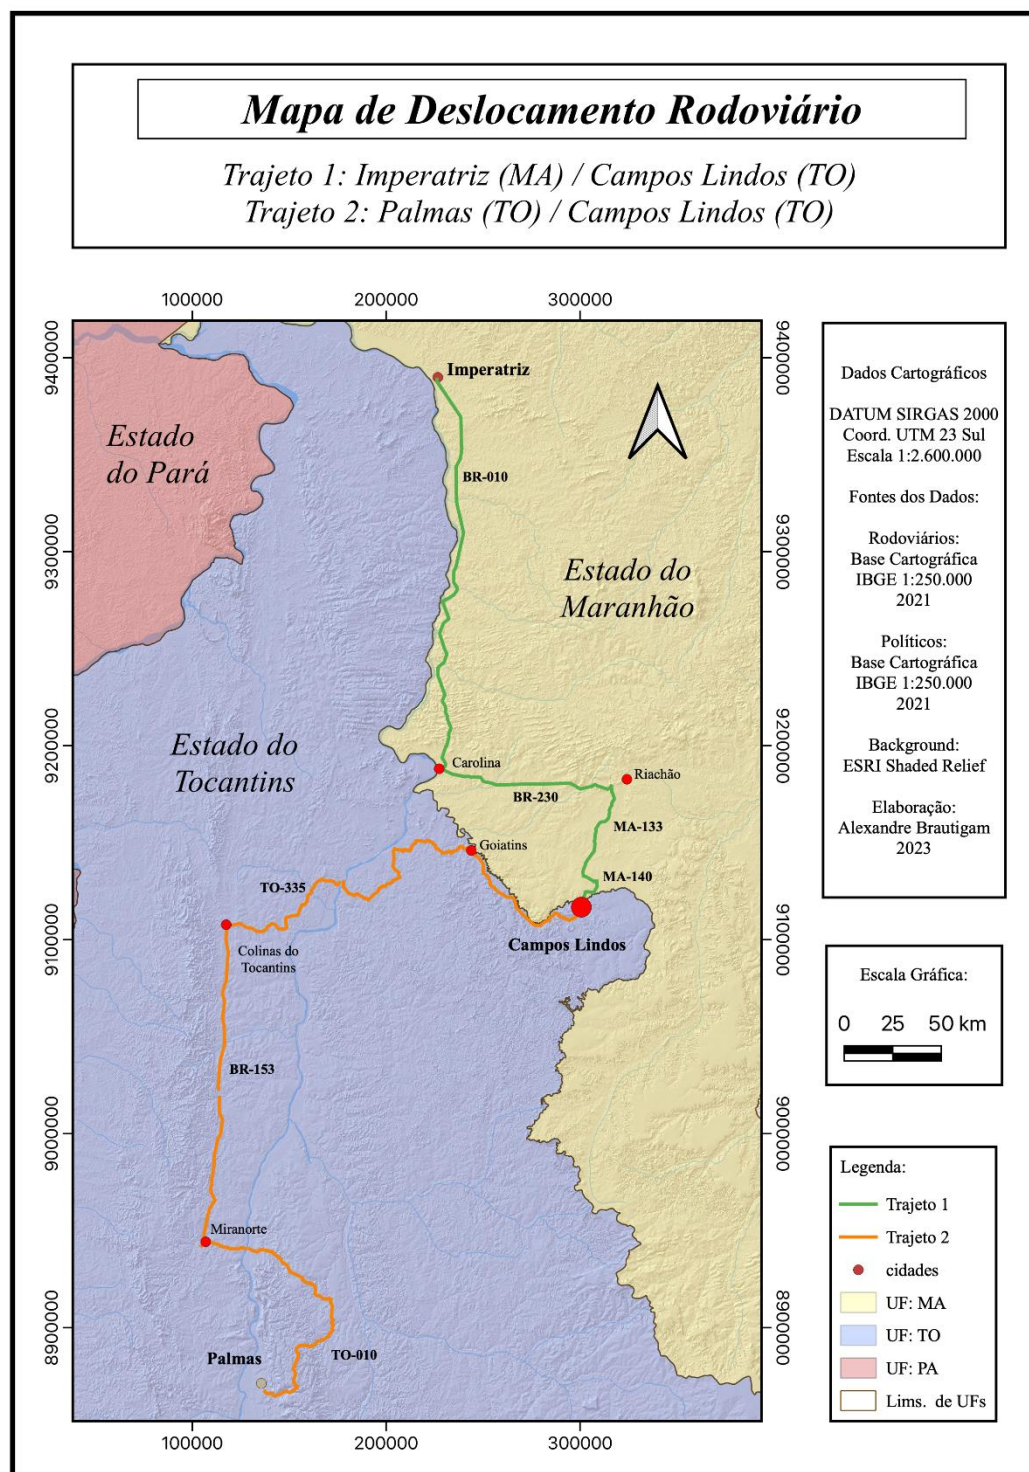 Mapa de Deslocamento Rodoviário
Trajeto 1: Imperatriz (MA) / Campos Lindos (TO)
Trajeto 2: Palmas (TO) / Campos Lindos (TO)
100000
200000
300000
9400000
9300000
9200000
9100000
9000000
8900000
Imperatriz
Estado
do Pará
BR-010
Estado do
Maranhão
Estado do
Tocantins
Carolina
Riachão
BR-230
MA-133
Goiatins
TO-335
MA-140
Campos Lindos
Colinas do
Tocantins
BR-153
Miranorte
Palmas
TO-010
9400000
9300000
9200000
9100000
9000000
8900000
100000
200000
300000
Dados Cartográficos
DATUM SIRGAS 2000
Coord. UTM 23 Sul
Escala 1:2.600.000
Fontes dos Dados:
Rodoviários:
Base Cartográfica
IBGE 1:250.000
2021
Políticos:
Base Cartográfica
IBGE 1:250.000
2021
Background:
ESRI Shaded Relief
Elaboração:
Alexandre Brautigam
2023
Escala Gráfica:
0 25 50 km
Legenda:
Trajeto 1
Trajeto 2
cidades
UF: MA
UF: TO
UF: PA
Lims. de UFs